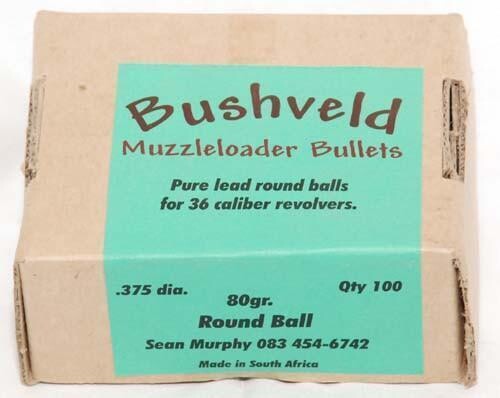 Bushveld
Muzzleloader Bullets
Pure lead round balls
for 36 caliber revolvers.
.375 dia.
Qty 100
80gr.
Round Ball
Sean Murphy 083 454-6742
Made in South Africa